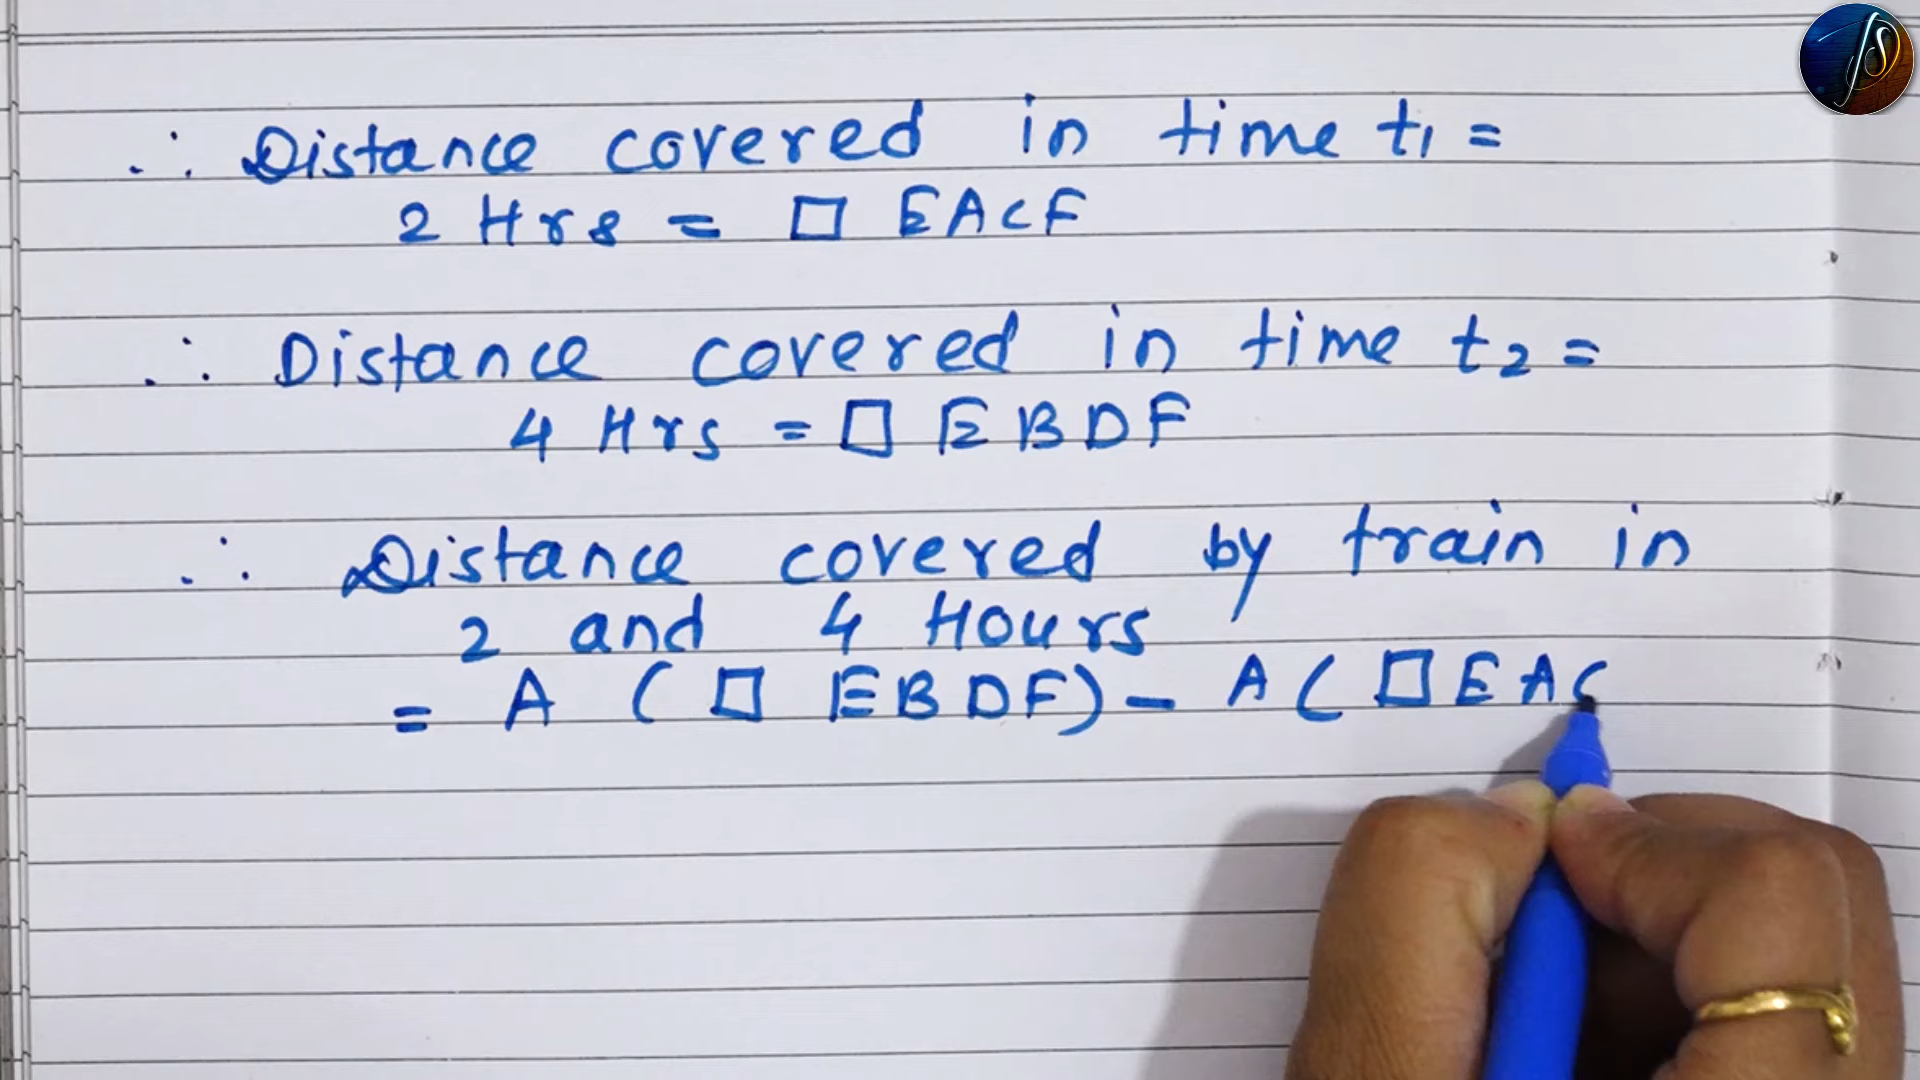 ∴ Distance covered in time t₁ =
2 Hrs = □ EACF
∴ Distance covered in time t₂ =
4 Hrs = □ EBDF
∴ Distance covered by train in
2 and 4 Hours
= A (□ EBDF) - A (□ EAC